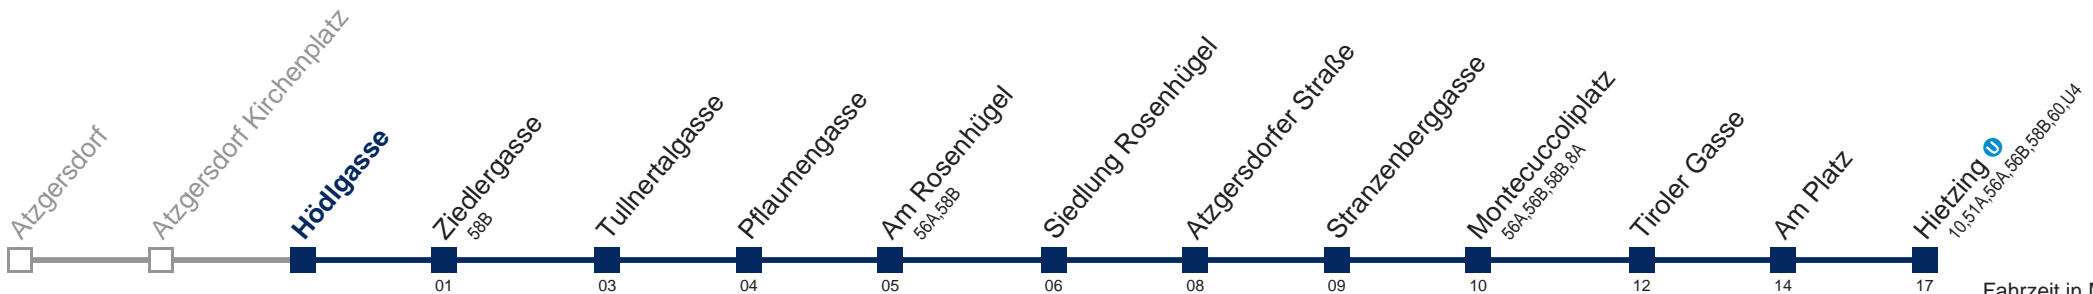 Atzgersdorf
Atzgersdorf Kirchenplatz
Hödlgasse
Ziedlergasse
58B
Tullnertalgasse
Pflaumengasse
Am Rosenhügel
56A,58B
Siedlung Rosenhügel
Atzgersdorfer Straße
Stranzenberggasse
Montecuccoliplatz
56A,56B,58B,8A
Tiroler Gasse
Am Platz
Hietzing U
10,51A,56A,56B,58B,60,U4
01 03 04 05 06 08 09 10 12 14 17
Fahrzeit in